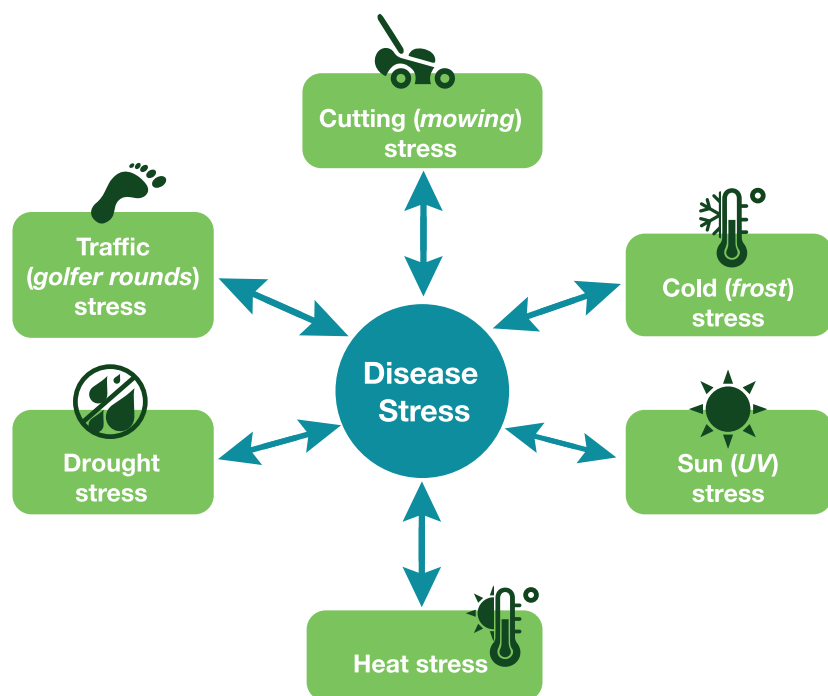 Cutting (mowing)
stress
Traffic
(golfer rounds)
stress
Cold (frost)
stress
Disease
Stress
Drought
stress
Sun (UV)
stress
Heat stress